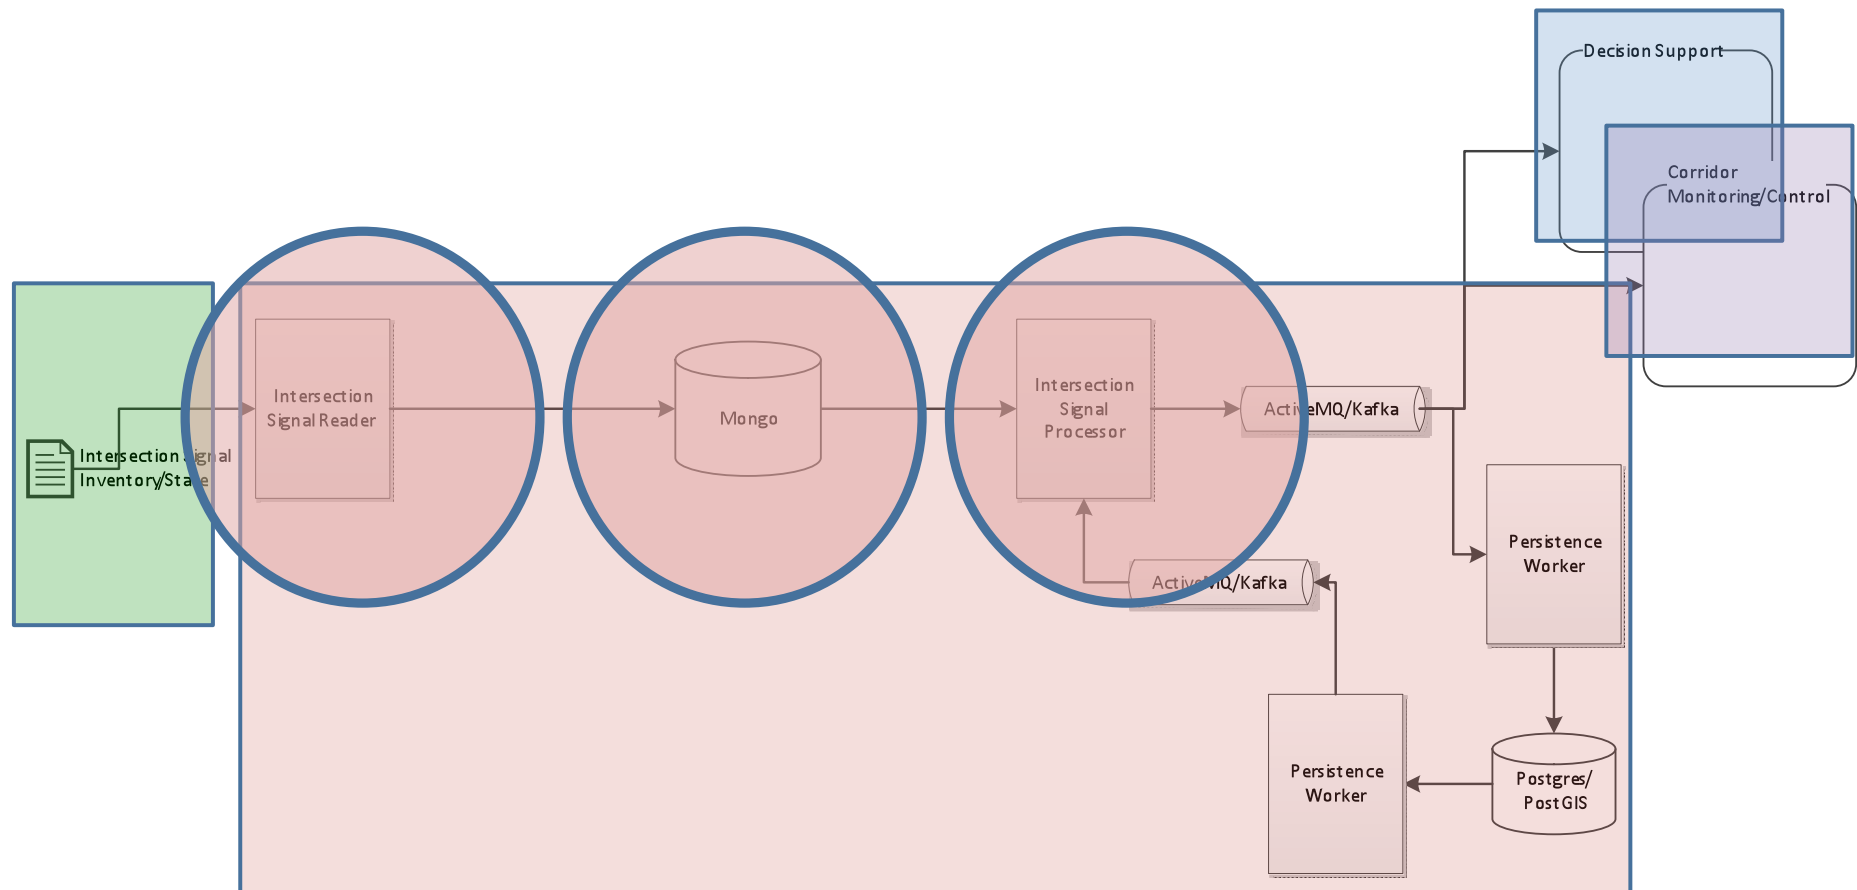 Decision Support
Corridor
Monitoring/Control
Intersection Signal
Inventory/State
Intersection
Signal Reader
Mongo
Intersection
Signal
Processor
ActiveMQ/Kafka
ActiveMQ/Kafka
Persistence
Worker
Persistence
Worker
Postgres/
PostGIS